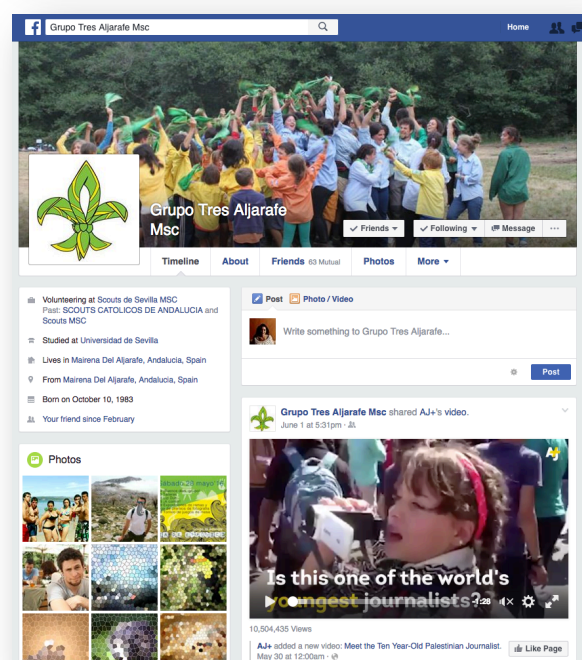 Grupo Tres Aljarafe Msc
Home
Grupo Tres Aljarafe
Msc
Friends
Following
Message
Timeline
About
Friends 63 Mutual
Photos
More
Volunteering at Scouts de Sevilla MSC
Past: SCOUTS CATOLICOS DE ANDALUCIA and
Scouts MSC
Studied at Universidad de Sevilla
Lives in Mairena Del Aljarafe, Andalucia, Spain
From Mairena Del Aljarafe, Andalucia, Spain
Born on October 10, 1983
Your friend since February
Photos
Post Photo / Video
Write something to Grupo Tres Aljarafe...
Post
Grupo Tres Aljarafe Msc shared AJ+'s video.
June 1 at 5:31pm ·
Is this one of the world's
youngest journalists?
-1:28
10,504,435 Views
AJ+ added a new video: Meet the Ten Year-Old Palestinian Journalist.
May 30 at 12:00am ·
Like Page